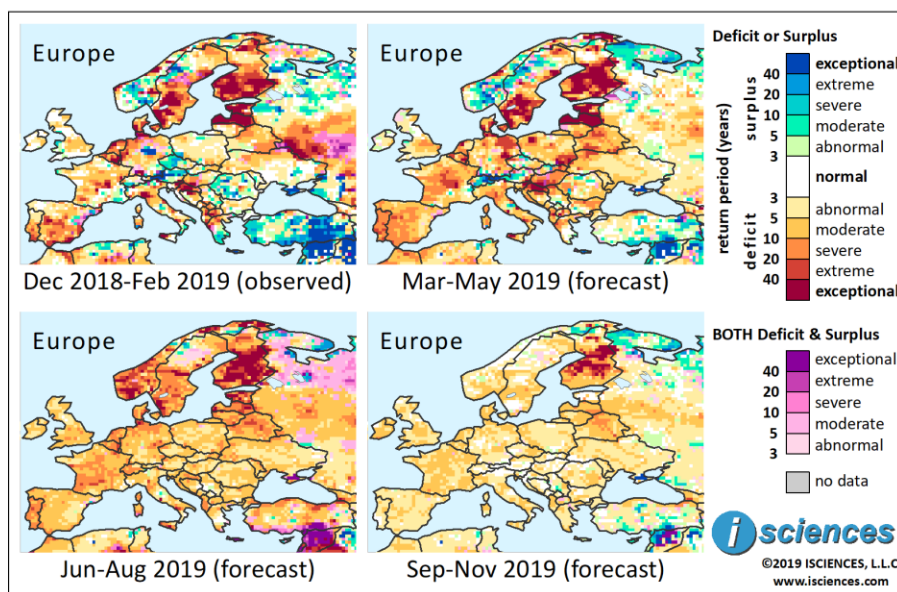 Europe
Dec 2018-Feb 2019 (observed)
Europe
Mar-May 2019 (forecast)
Europe
Jun-Aug 2019 (forecast)
Europe
Sep-Nov 2019 (forecast)
Deficit or Surplus
return period (years)
surplus
deficit
exceptional
40
extreme
20
severe
10
moderate
5
abnormal
3
normal
3
abnormal
5
moderate
10
severe
20
extreme
40
exceptional
BOTH Deficit & Surplus
exceptional
40
extreme
20
severe
10
moderate
5
abnormal
3
no data
i sciences
©2019 ISCIENCES, L.L.C
www.isciences.com